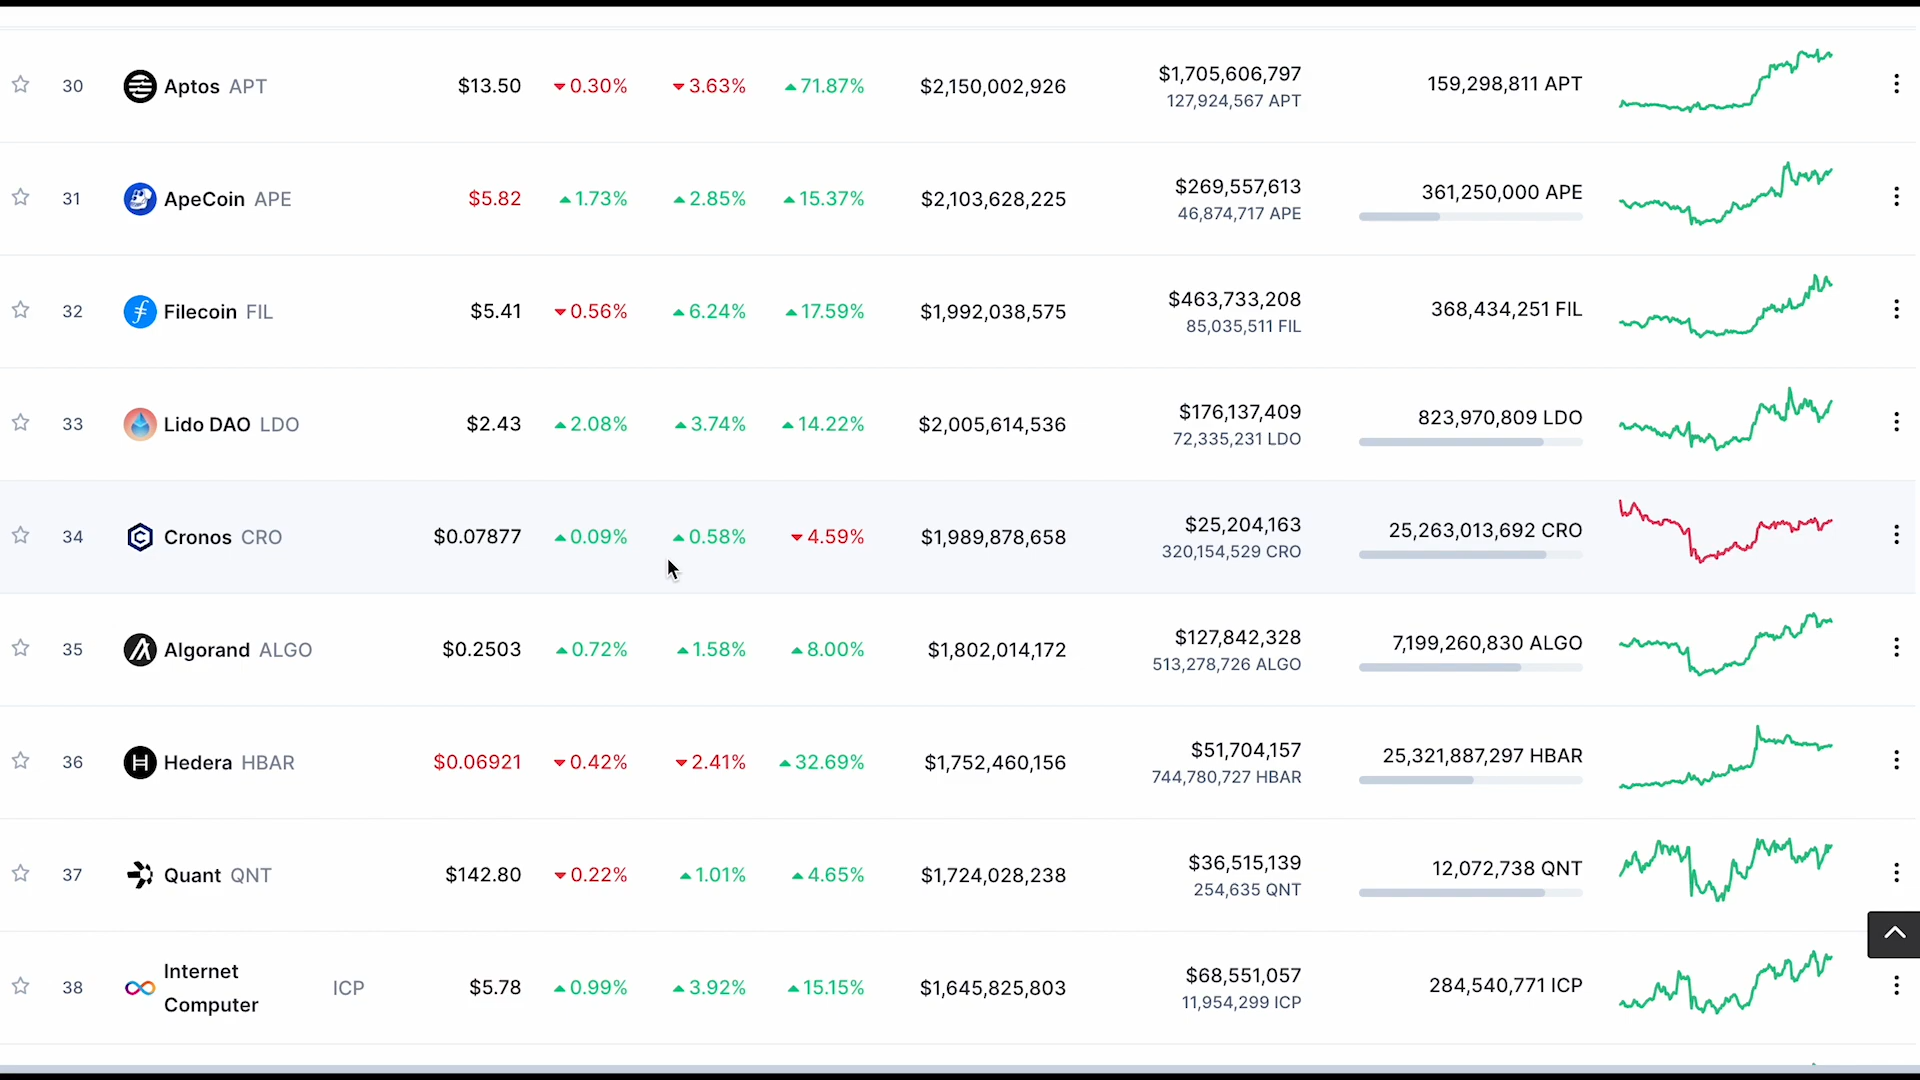 30 Aptos APT $13.50 0.30% 3.63% 71.87% $2,150,002,926 $1,705,606,797 159,298,811 APT
127,924,567 APT
31 ApeCoin APE $5.82 1.73% 2.85% 15.37% $2,103,628,225 $269,557,613 361,250,000 APE
46,874,717 APE
32 Filecoin FIL $5.41 0.56% 6.24% 17.59% $1,992,038,575 $463,733,208 368,434,251 FIL
85,035,511 FIL
33 Lido DAO LDO $2.43 2.08% 3.74% 14.22% $2,005,614,536 $176,137,409 823,970,809 LDO
72,335,231 LDO
34 Cronos CRO $0.07877 0.09% 0.58% 4.59% $1,989,878,658 $25,204,163 25,263,013,692 CRO
320,154,529 CRO
35 Algorand ALGO $0.2503 0.72% 1.58% 8.00% $1,802,014,172 $127,842,328 7,199,260,830 ALGO
513,278,726 ALGO
36 Hedera HBAR $0.06921 0.42% 2.41% 32.69% $1,752,460,156 $51,704,157 25,321,887,297 HBAR
744,780,727 HBAR
37 Quant QNT $142.80 0.22% 1.01% 4.65% $1,724,028,238 $36,515,139 12,072,738 QNT
254,635 QNT
38 Internet Computer ICP $5.78 0.99% 3.92% 15.15% $1,645,825,803 $68,551,057 284,540,771 ICP
11,954,299 ICP